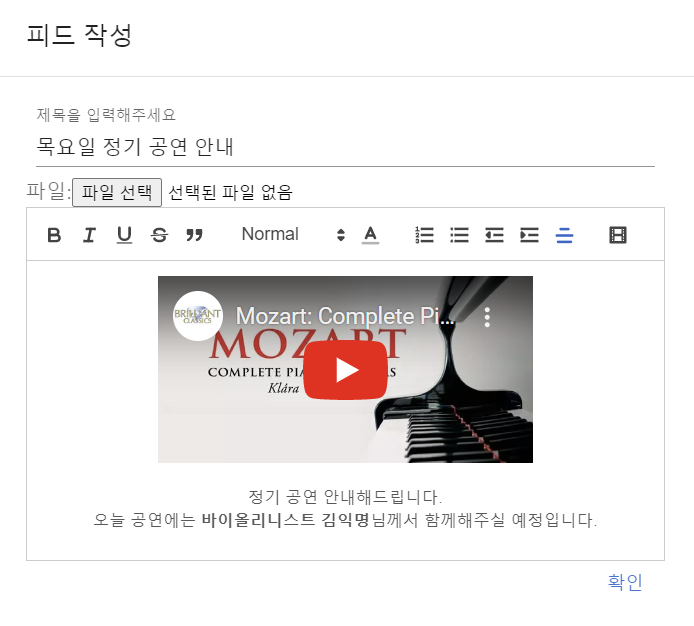 피드 작성
제목을 입력해주세요
목요일 정기 공연 안내
파일: 파일 선택 선택된 파일 없음
B I U S Normal A
BRILLIANT
CLASSICS
Mozart: Complete Pi...
MOZART
COMPLETE
Klára
정기 공연 안내해드립니다.
오늘 공연에는 바이올리니스트 김익명님께서 함께해주실 예정입니다.
확인